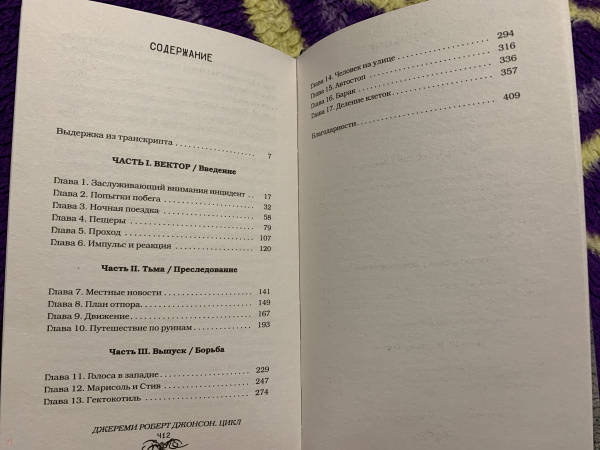 СОДЕРЖАНИЕ
Выдержка из транскрипта 7
ЧАСТЬ I. ВЕКТОР / Введение
Глава 1. Заслуживающий внимания инцидент .. 17
Глава 2. Попытки побега 32
Глава 3. Ночная поездка 58
Глава 4. Пещеры 79
Глава 5. Проход 107
Глава 6. Импульс и реакция 120
Часть II. Тьма / Преследование
Глава 7. Местные новости 141
Глава 8. План отпора 149
Глава 9. Движение 167
Глава 10. Путешествие по руинам 193
Часть III. Выпуск / Борьба
Глава 11. Голоса в западне 229
Глава 12. Марисоль и Стив 247
Глава 13. Гектокотиль 274
ДЖЕРЕМИ РОБЕРТ ДЖОНСОН. ЦИКЛ
412
Глава 14. Человек на улице 294
Глава 15. Автостоп 316
Глава 16. Барак 336
Глава 17. Деление клеток 357
Благодарности 409